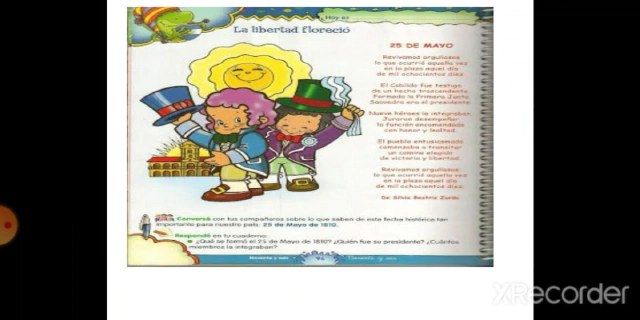 Hoy es
La libertad floreció
25 DE MAYO
Revivamos orgullosos
lo que ocurrió aquella vez
en la plaza aquel día
de mil ochocientos diez
El Cabildo fue testigo
de un hecho trascendente
Formada la Primera Junta
Saavedra era el presidente
Nueve héroes la integraban
Juraron desempeñar
la función encomendada
con honor y lealtad.
El pueblo entusiasmado
comenzaba a transitar
un camino elegido
de victoria y libertad
Revivamos orgullosos
lo que ocurrió aquella vez
en la plaza aquel día
de mil ochocientos diez
De Silvia Beatriz Zurdo
Conversá con tus compañeros sobre lo que saben de esta fecha histórica tan
importante para nuestro país: 25 de Mayo de 1810.
Respondé en tu cuaderno.
¿Qué se formó el 25 de Mayo de 1810? ¿Quién fue su presidente? ¿Cuántos
miembros la integraban?
XRecorder